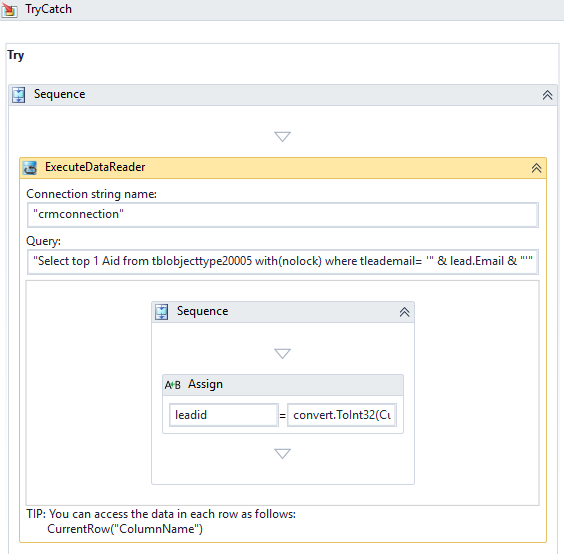 TryCatch
Try
Sequence
ExecuteDataReader
Connection string name:
"crmconnection"
Query:
"Select top 1 Aid from tblobjecttype20005 with(nolock) where tleademail= '" & lead.Email & "'"
Sequence
A+B Assign
leadid = convert.ToInt32(Cu
TIP: You can access the data in each row as follows:
CurrentRow("ColumnName")